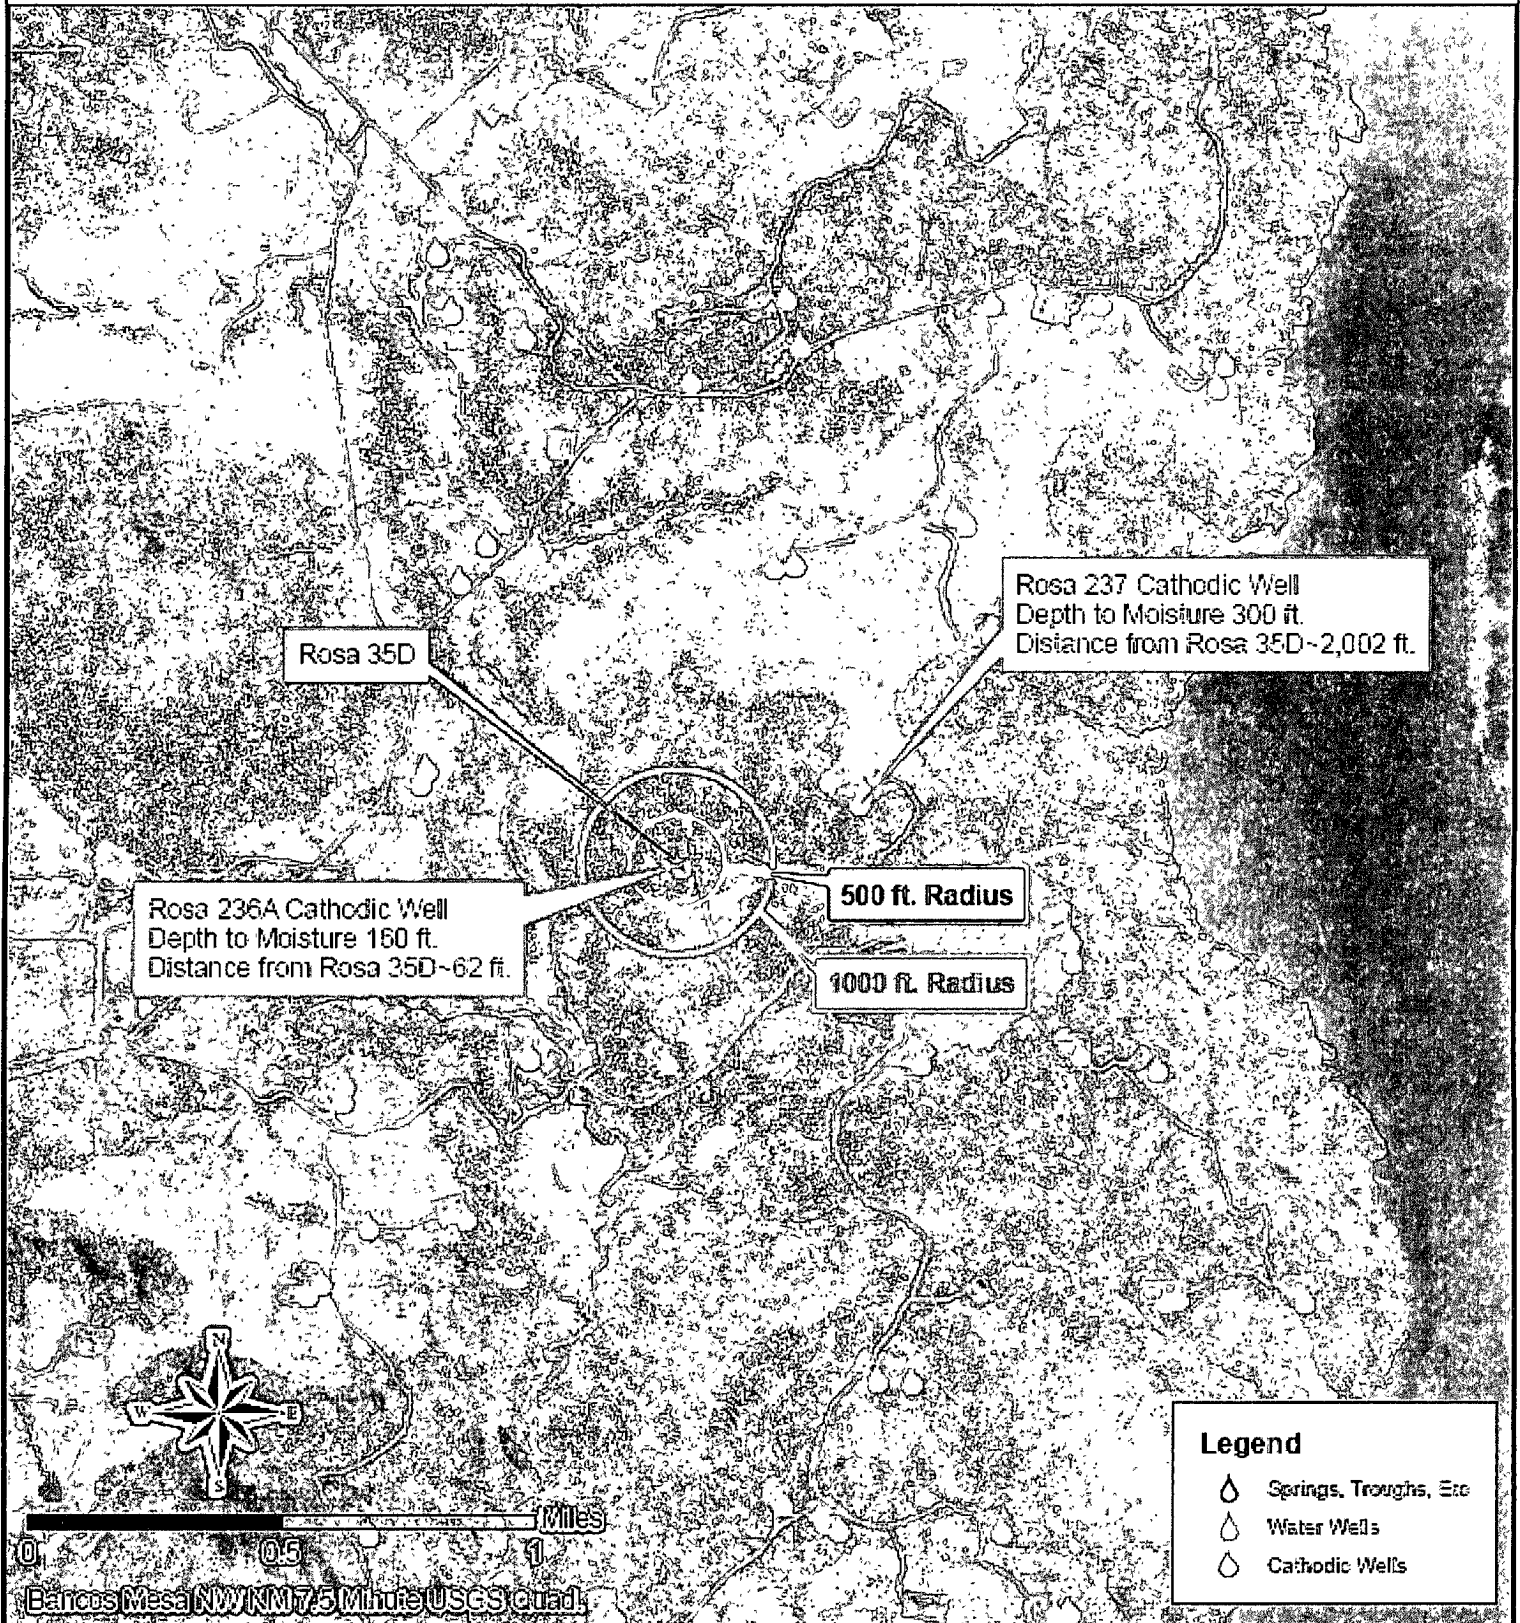 Rosa 237 Cathodic Well
Depth to Moisture 300 ft.
Distance from Rosa 35D~2,002 ft.
Rosa 35D
500 ft. Radius
Rosa 236A Cathodic Well
Depth to Moisture 160 ft.
Distance from Rosa 35D~62 ft.
1000 ft. Radius
N
W E
S
Legend
Springs, Troughs, Etc
Water Wells
Cathodic Wells
Miles
0 0.5 1
Bancos Mesa NW NM 7.5 Minute USGS Quad.